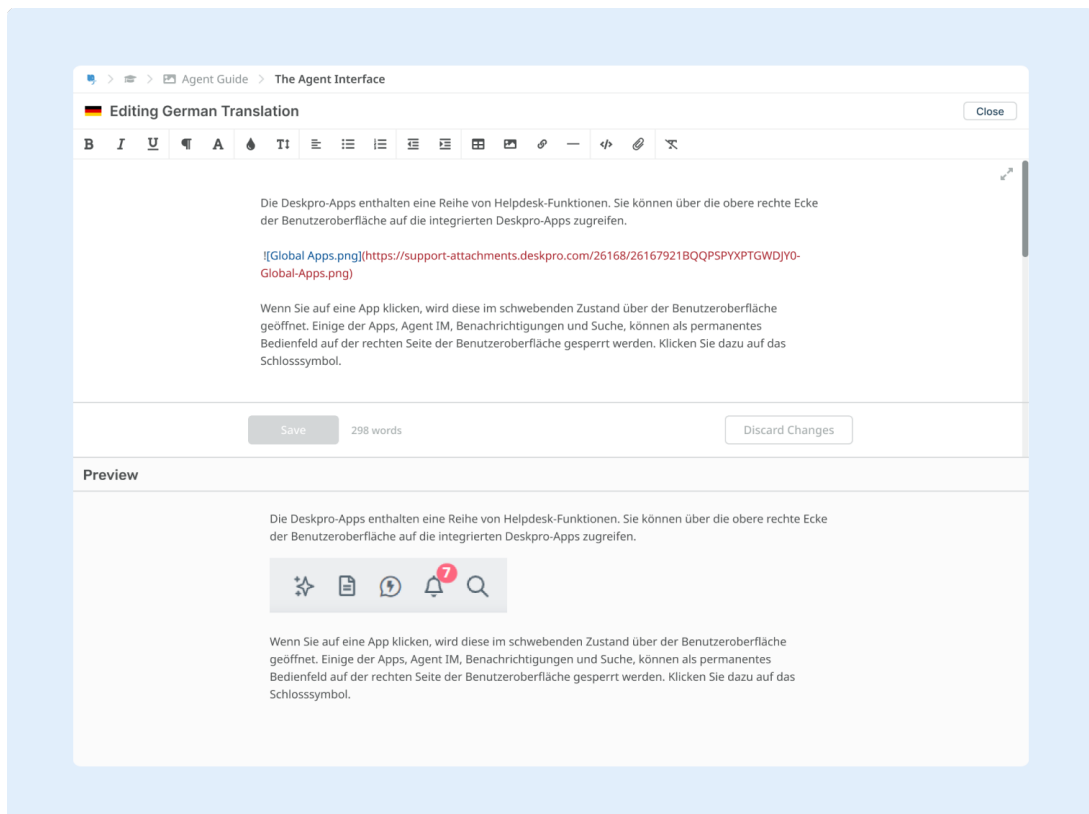 Agent Guide > The Agent Interface
Editing German Translation
Close
Die Deskpro-Apps enthalten eine Reihe von Helpdesk-Funktionen. Sie können über die obere rechte Ecke
der Benutzeroberfläche auf die integrierten Deskpro-Apps zugreifen.
![Global Apps.png](https://support-attachments.deskpro.com/26168/26167921BQQPSPYXPTGWDJY0-
Global-Apps.png)
Wenn Sie auf eine App klicken, wird diese im schwebenden Zustand über der Benutzeroberfläche
geöffnet. Einige der Apps, Agent IM, Benachrichtigungen und Suche, können als permanentes
Bedienfeld auf der rechten Seite der Benutzeroberfläche gesperrt werden. Klicken Sie dazu auf das
Schlosssymbol.
Save
298 words
Discard Changes
Preview
Die Deskpro-Apps enthalten eine Reihe von Helpdesk-Funktionen. Sie können über die obere rechte Ecke
der Benutzeroberfläche auf die integrierten Deskpro-Apps zugreifen.
7
Wenn Sie auf eine App klicken, wird diese im schwebenden Zustand über der Benutzeroberfläche
geöffnet. Einige der Apps, Agent IM, Benachrichtigungen und Suche, können als permanentes
Bedienfeld auf der rechten Seite der Benutzeroberfläche gesperrt werden. Klicken Sie dazu auf das
Schlosssymbol.